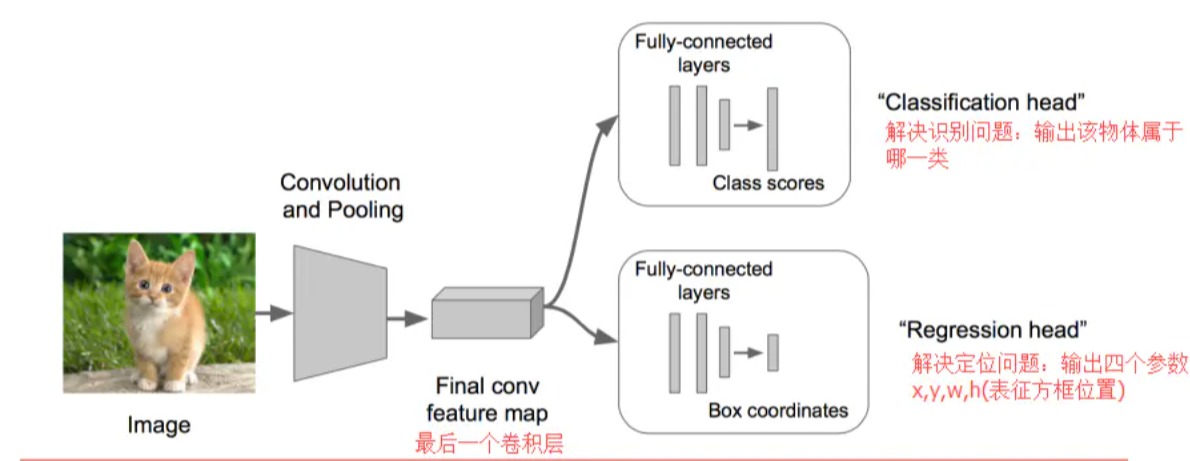 Fully-connected
layers
Class scores
“Classification head”
解决识别问题：输出该物体属于
哪一类
Convolution
and Pooling
Image
Final conv
feature map
最后一个卷积层
Fully-connected
layers
Box coordinates
“Regression head”
解决定位问题：输出四个参数
x,y,w,h(表征方框位置)